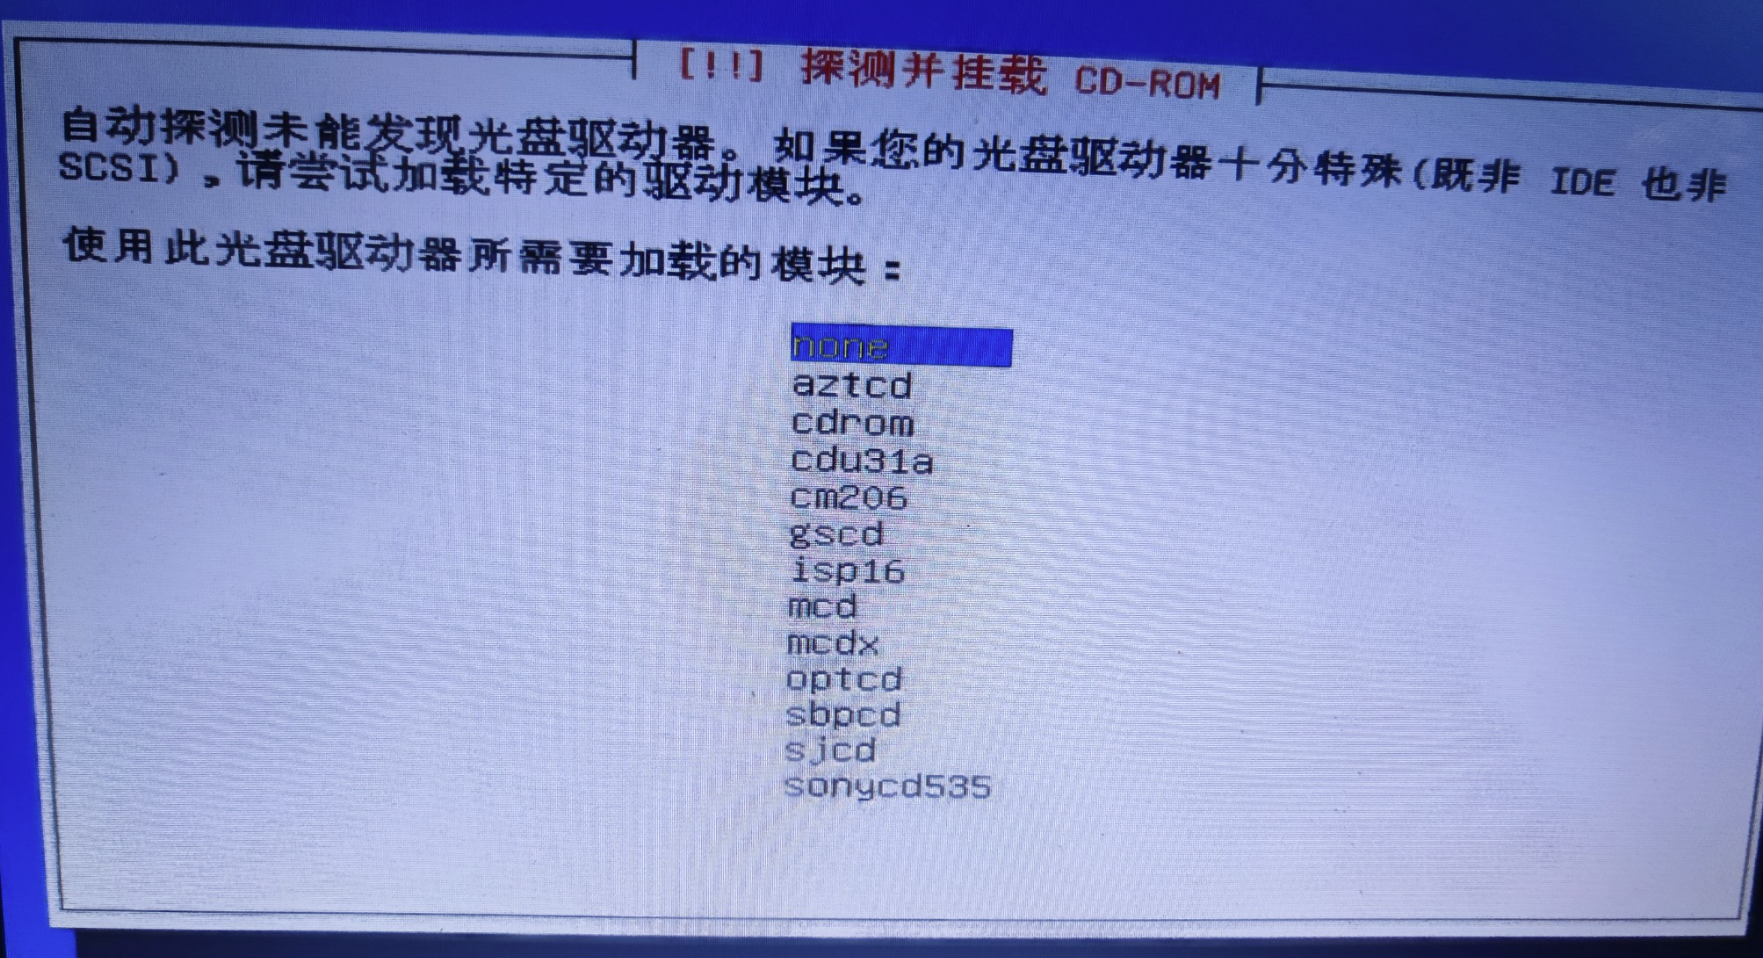 [!!] 探测并挂载 CD-ROM
自动探测未能发现光盘驱动器。如果您的光盘驱动器十分特殊(既非 IDE 也非
SCSI)，请尝试加载特定的驱动模块。
使用此光盘驱动器所需要加载的模块：
none
aztcd
cdrom
cdu31a
cm206
gscd
isp16
mcd
mcdx
optcd
sbpcd
sjcd
sonycd535